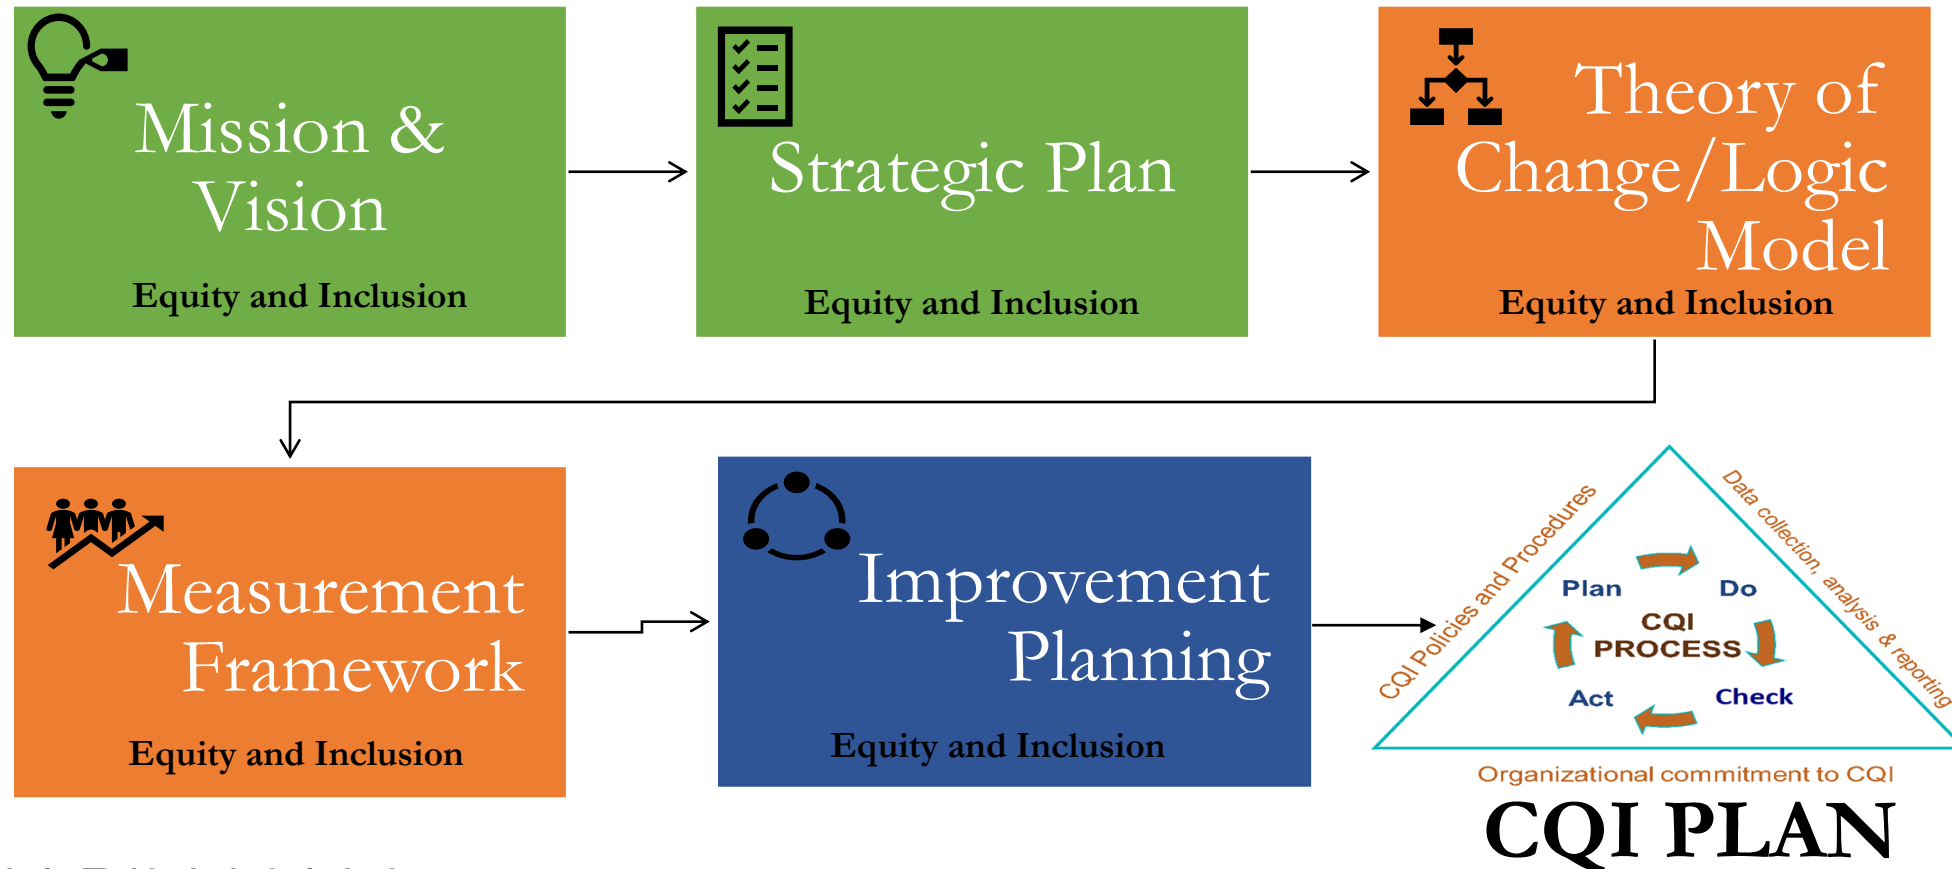 Mission &
Vision
Equity and Inclusion
Strategic Plan
Equity and Inclusion
Theory of
Change/Logic
Model
Equity and Inclusion
Measurement
Framework
Equity and Inclusion
Improvement
Planning
Equity and Inclusion
CQI Policies and Procedures
Data collection, analysis & reporting
Plan
Do
CQI
PROCESS
Act
Check
Organizational commitment to CQI
CQI PLAN